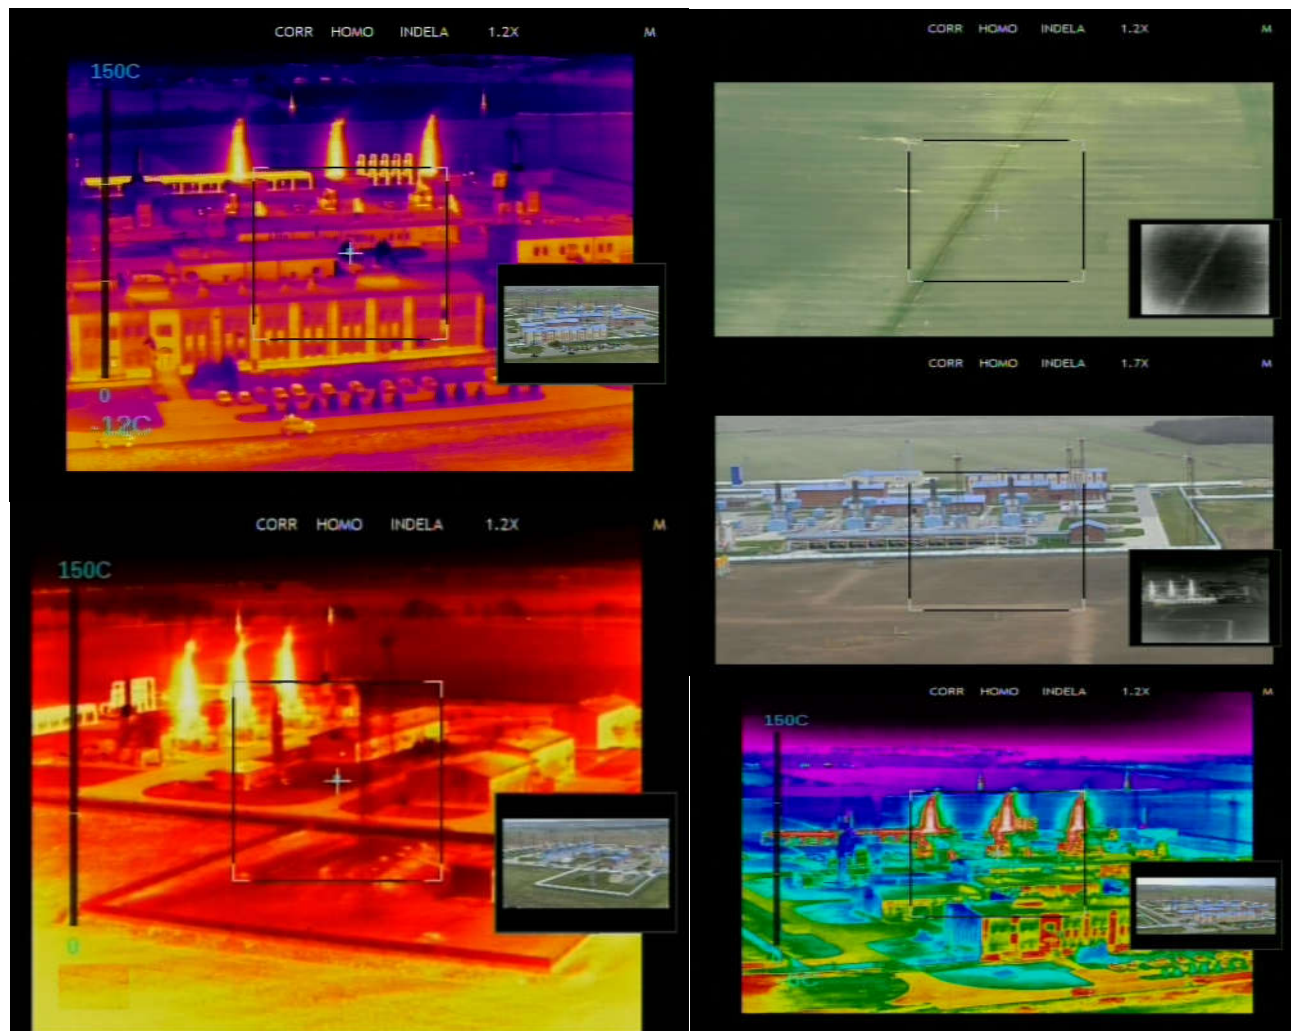 CORR HOMO INDELA 1.2X M
150C
0
-12C
CORR HOMO INDELA 1.2X M
150C
0
CORR HOMO INDELA 1.2X M
CORR HOMO INDELA 1.7X M
CORR HOMO INDELA 1.2X M
150C